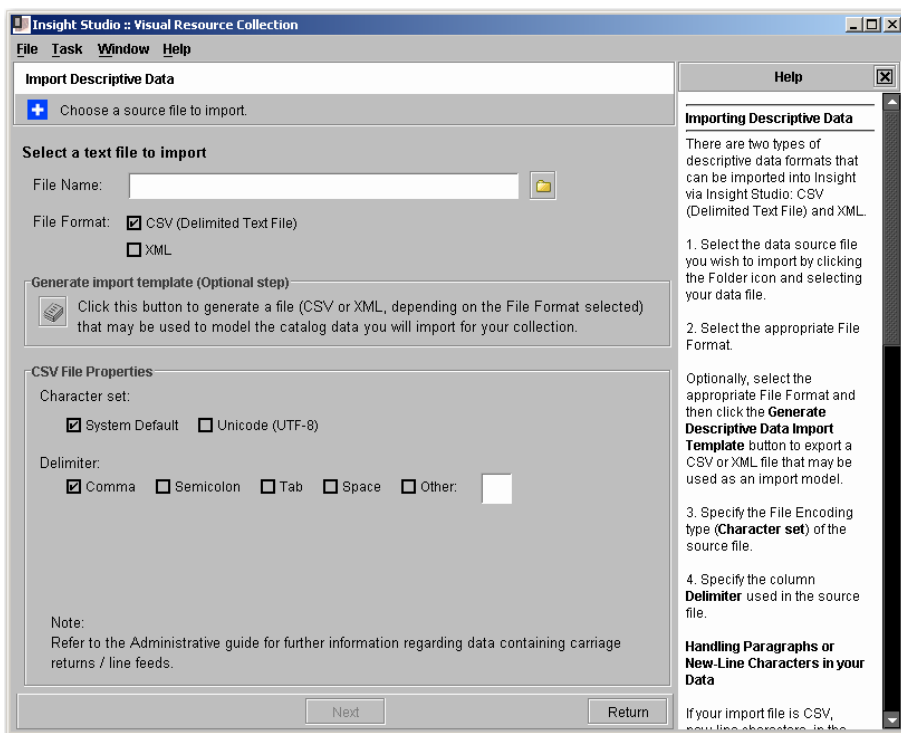 Insight Studio :: Visual Resource Collection
File Task Window Help
Import Descriptive Data
Choose a source file to import.
Select a text file to import
File Name:
File Format: CSV (Delimited Text File)
XML
Generate import template (Optional step)
Click this button to generate a file (CSV or XML, depending on the File Format selected)
that may be used to model the catalog data you will import for your collection.
CSV File Properties
Character set:
System Default Unicode (UTF-8)
Delimiter:
Comma Semicolon Tab Space Other:
Note:
Refer to the Administrative guide for further information regarding data containing carriage
returns / line feeds.
Next Return
Help
Importing Descriptive Data
There are two types of
descriptive data formats that
can be imported into Insight
via Insight Studio: CSV
(Delimited Text File) and XML.
1. Select the data source file
you wish to import by clicking
the Folder icon and selecting
your data file.
2. Select the appropriate File
Format.
Optionally, select the
appropriate File Format and
then click the Generate
Descriptive Data Import
Template button to export a
CSV or XML file that may be
used as an import model.
3. Specify the File Encoding
type (Character set) of the
source file.
4. Specify the column
Delimiter used in the source
file.
Handling Paragraphs or
New-Line Characters in your
Data
If your import file is CSV,
new line characters, in the